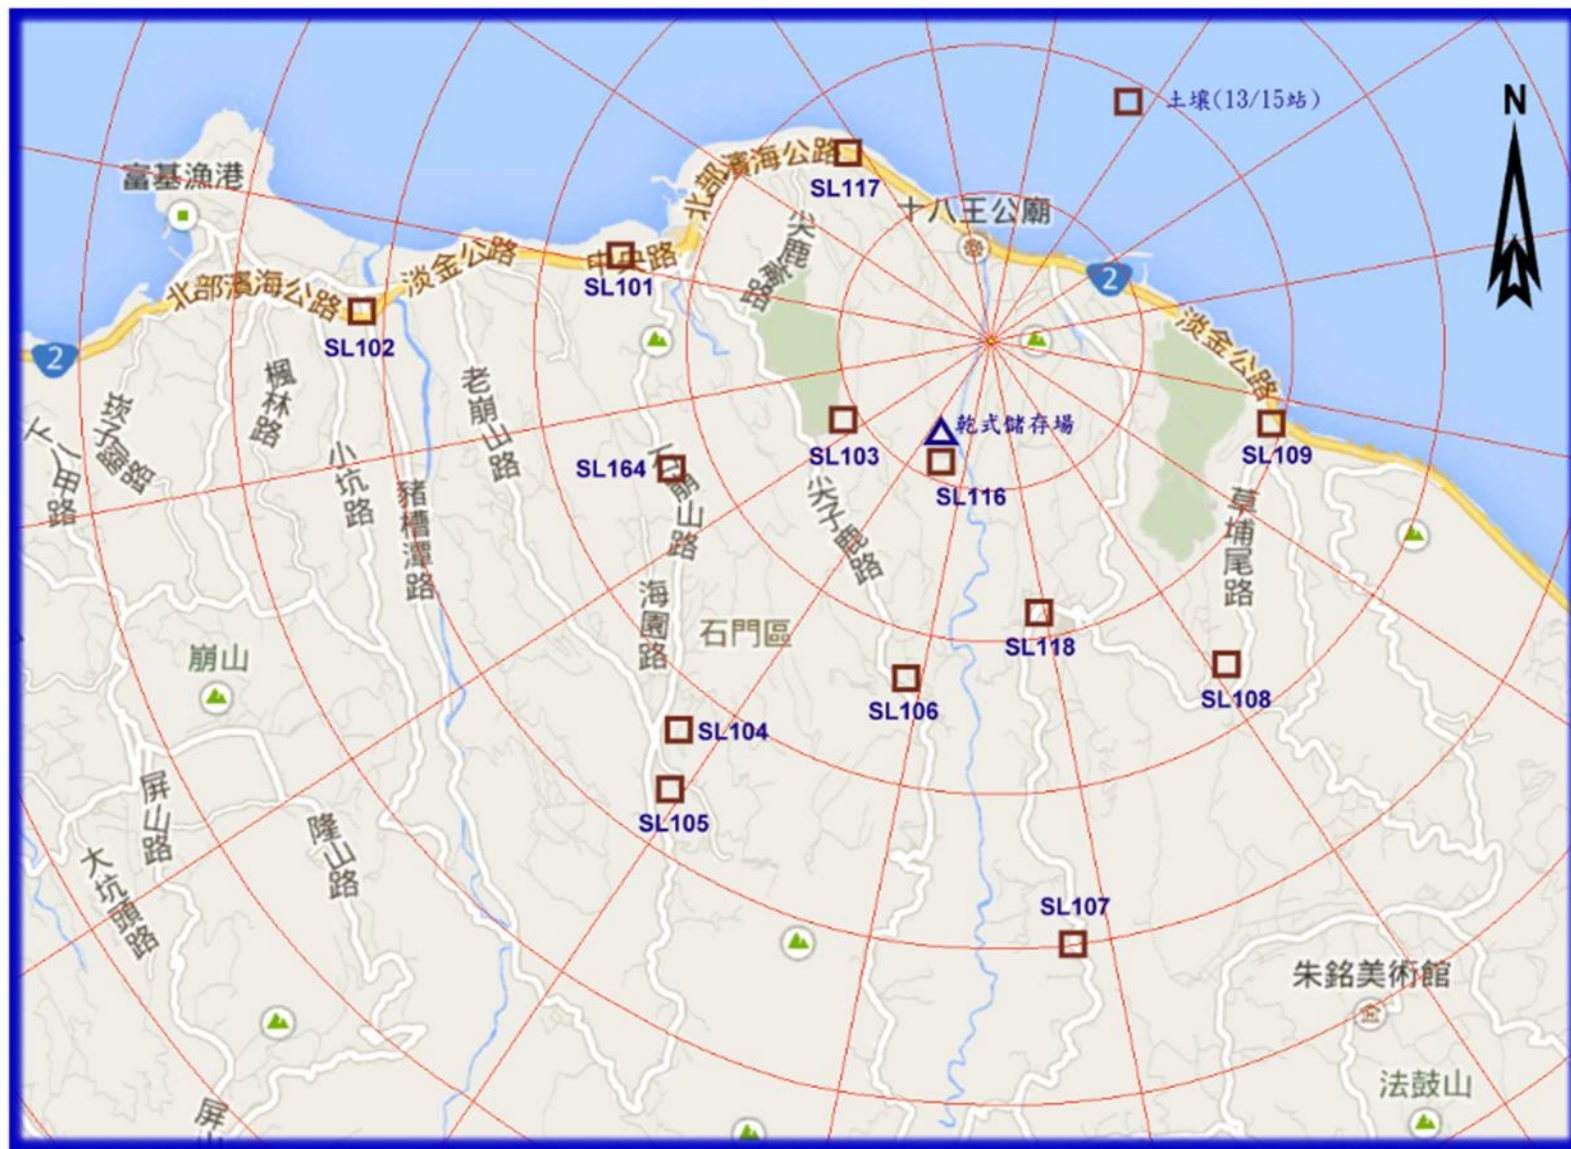 N
土壤(13/15站)
富基漁港
北部濱海公路
SL117
尖鹿路
十八王公廟
淡金公路
中央路
SL101
2
北部濱海公路
SL102
2
淡金公路
楓林路
老崩山路
崁子腳路
小坑路
豬槽潭路
SL164
崩山路
SL103
乾式儲存場
SL116
SL109
尖子鹿路
草埔尾路
海園路
石門區
SL118
崩山
SL106
SL108
SL104
屏山路
SL105
隆山路
大坑頭路
SL107
朱銘美術館
法鼓山
屏山